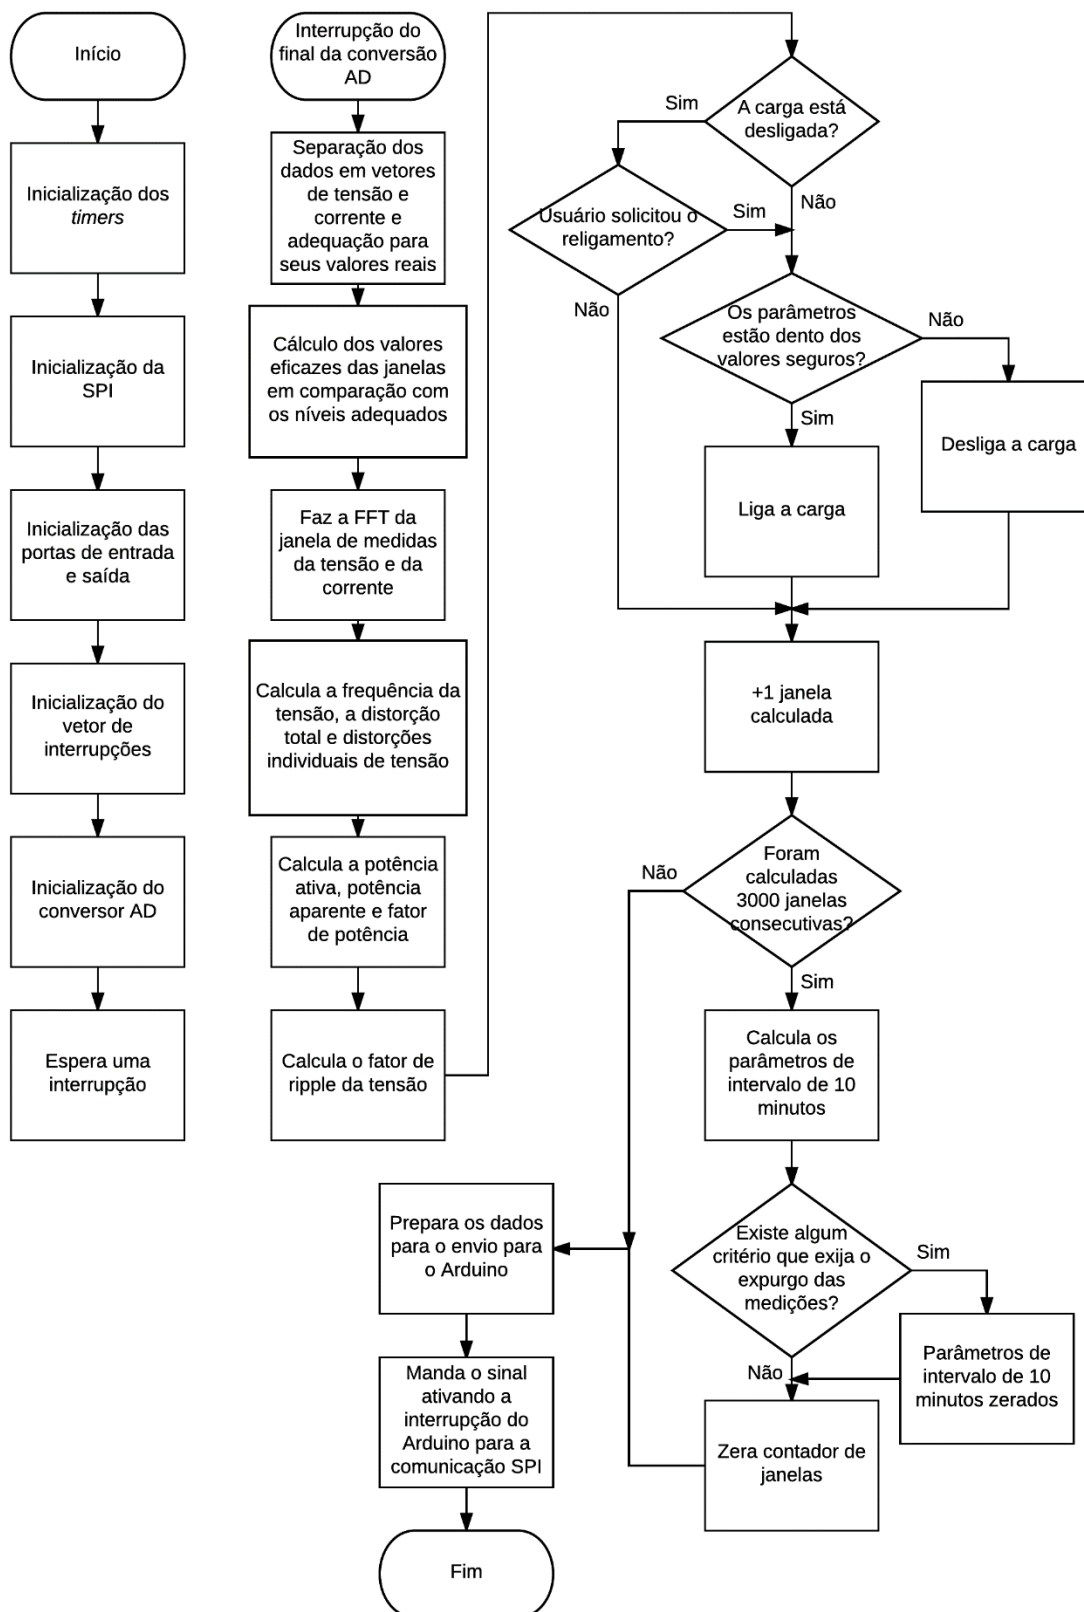 Início
Inicialização dos
timers
Inicialização da
SPI
Inicialização das
portas de entrada
e saída
Inicialização do
vetor de
interrupções
Inicialização do
conversor AD
Espera uma
interrupção
Interrupção do
final da conversão
AD
Separação dos
dados em vetores
de tensão e
corrente e
adequação para
seus valores reais
Cálculo dos valores
eficazes das janelas
em comparação com
os níveis adequados
Faz a FFT da
janela de medidas
da tensão e da
corrente
Calcula a frequência da
tensão, a distorção
total e distorções
individuais de tensão
Calcula a potência
ativa, potência
aparente e fator
de potência
Calcula o fator de
ripple da tensão
A carga está
desligada?
Sim
Não
Usuário solicitou o
religamento?
Sim
Não
Os parâmetros
estão dento dos
valores seguros?
Não
Sim
Desliga a carga
Liga a carga
+1 janela
calculada
Foram
calculadas
3000 janelas
consecutivas?
Não
Sim
Calcula os
parâmetros de
intervalo de 10
minutos
Existe algum
critério que exija o
expurgo das
medições?
Sim
Não
Parâmetros de
intervalo de 10
minutos zerados
Zera contador de
janelas
Prepara os dados
para o envio para
o Arduino
Manda o sinal
ativando a
interrupção do
Arduino para a
comunicação SPI
Fim